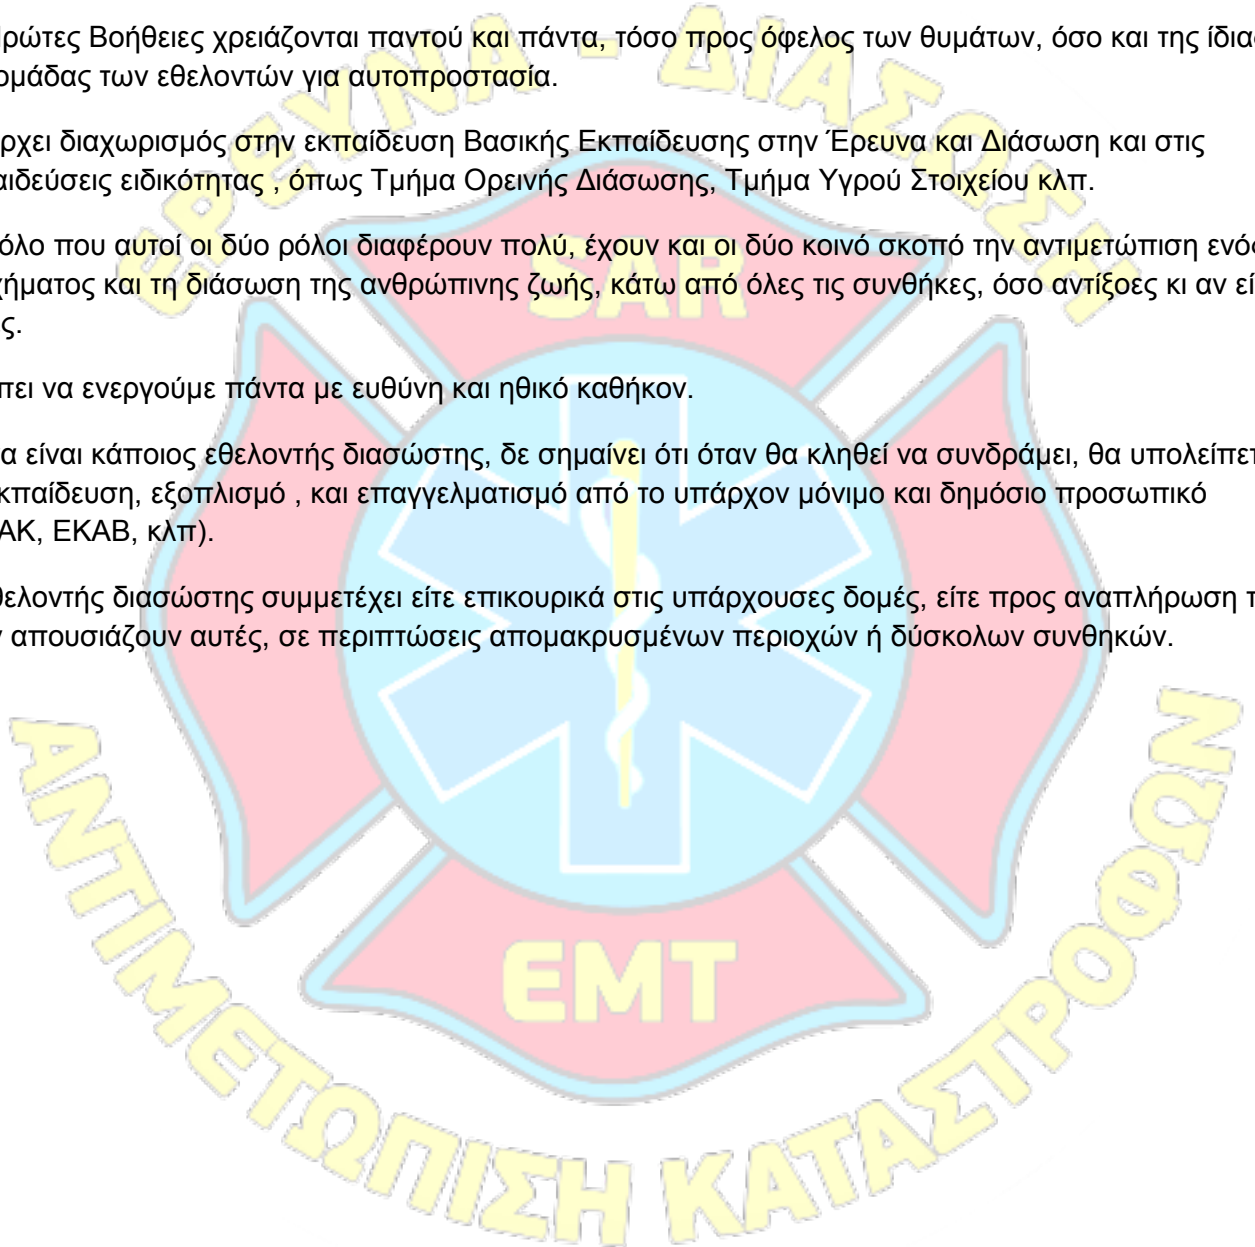 ΕΡΕΥΝΑ - ΔΙΑΣΩΣΗ
Πρώτες Βοήθειες χρειάζονται παντού και πάντα, τόσο προς όφελος των θυμάτων, όσο και της ίδιας
ομάδας των εθελοντών για αυτοπροστασία.
ρχει διαχωρισμός στην εκπαίδευση Βασικής Εκπαίδευσης στην Έρευνα και Διάσωση και στις
αιδεύσεις ειδικότητας , όπως Τμήμα Ορεινής Διάσωσης, Τμήμα Υγρού Στοιχείου κλπ.
όλο που αυτοί οι δύο ρόλοι διαφέρουν πολύ, έχουν και οι δύο κοινό σκοπό την αντιμετώπιση ενός
χήματος και τη διάσωση της ανθρώπινης ζωής, κάτω από όλες τις συνθήκες, όσο αντίξοες κι αν εί
ς.
SAR
πει να ενεργούμε πάντα με ευθύνη και ηθικό καθήκον.
α είναι κάποιος εθελοντής διασώστης, δε σημαίνει ότι όταν θα κληθεί να συνδράμει, θα υπολείπετ
κπαίδευση, εξοπλισμό , και επαγγελματισμό από το υπάρχον μόνιμο και δημόσιο προσωπικό
ΑΚ, ΕΚΑΒ, κλπ).
θελοντής διασώστης συμμετέχει είτε επικουρικά στις υπάρχουσες δομές, είτε προς αναπλήρωση τ
ν απουσιάζουν αυτές, σε περιπτώσεις απομακρυσμένων περιοχών ή δύσκολων συνθηκών.
EMT
ΑΝΤΙΜΕΤΩΠΙΣΗ ΚΑΤΑΣΤΡΟΦΩΝ